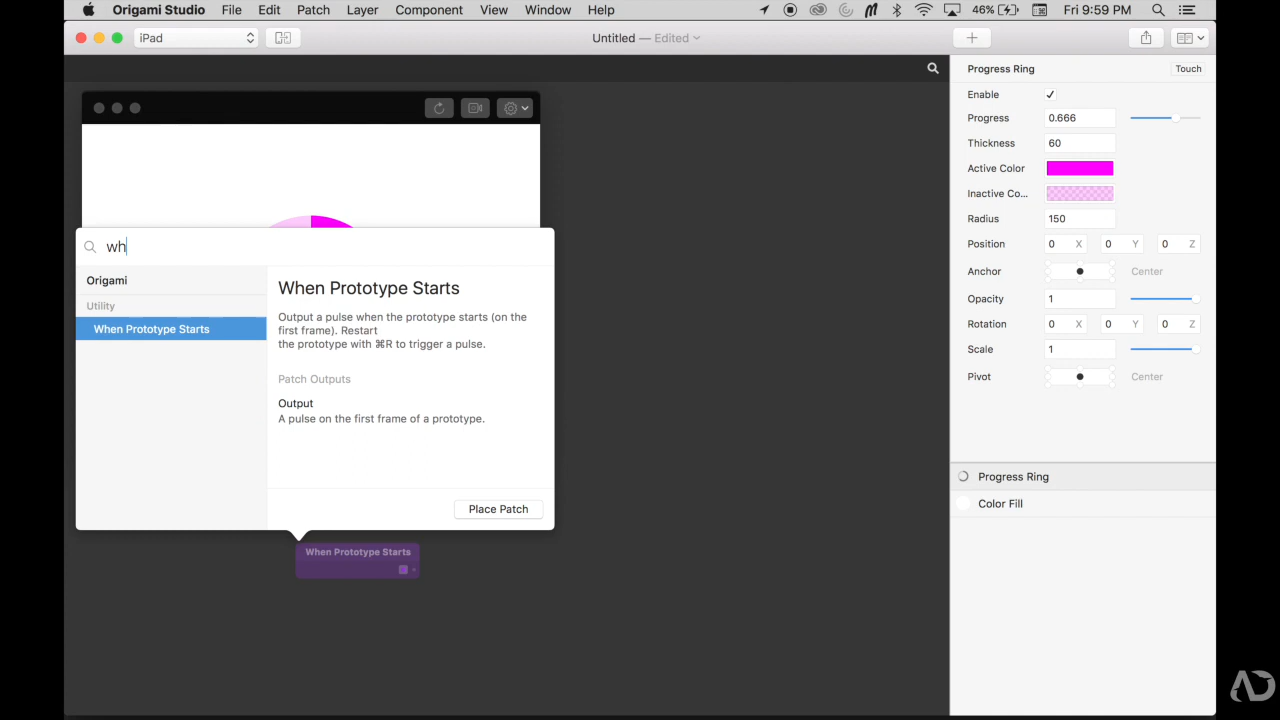 Origami Studio File Edit Patch Layer Component View Window Help 46% Fri 9:59 PM
iPad
Untitled — Edited
Progress Ring Touch
Enable
Progress 0.666
Thickness 60
Active Color
Inactive Co...
Radius 150
Position 0 X 0 Y 0 Z
Anchor Center
Opacity 1
Rotation 0 X 0 Y 0 Z
Scale 1
Pivot Center
Progress Ring
Color Fill
wh
Origami
Utility
When Prototype Starts
When Prototype Starts
Output a pulse when the prototype starts (on the
first frame). Restart
the prototype with ⌘R to trigger a pulse.
Patch Outputs
Output
A pulse on the first frame of a prototype.
Place Patch
When Prototype Starts